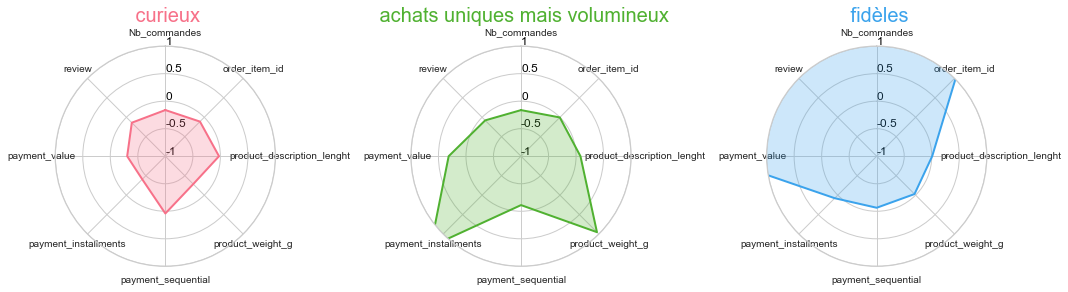 curieux
Nb_commandes
1
review
order_item_id
0.5
0
-0.5
payment_value
-1
product_description_lenght
payment_installments
product_weight_g
payment_sequential
achats uniques mais volumineux
Nb_commandes
1
review
order_item_id
0.5
0
-0.5
payment_value
-1
product_description_lenght
payment_installments
product_weight_g
payment_sequential
fidèles
Nb_commandes
1
review
order_item_id
0.5
0
-0.5
payment_value
-1
product_description_lenght
payment_installments
product_weight_g
payment_sequential